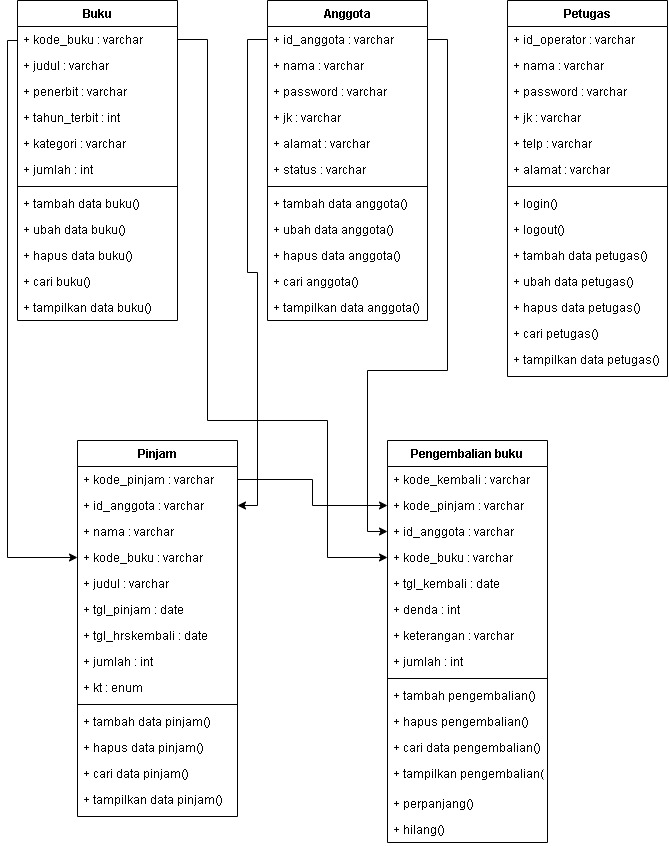 Buku
+ kode_buku : varchar
+ judul : varchar
+ penerbit : varchar
+ tahun_terbit : int
+ kategori : varchar
+ jumlah : int
+ tambah data buku()
+ ubah data buku()
+ hapus data buku()
+ cari buku()
+ tampilkan data buku()
Anggota
+ id_anggota : varchar
+ nama : varchar
+ password : varchar
+ jk : varchar
+ alamat : varchar
+ status : varchar
+ tambah data anggota()
+ ubah data anggota()
+ hapus data anggota()
+ cari anggota()
+ tampilkan data anggota()
Petugas
+ id_operator : varchar
+ nama : varchar
+ password : varchar
+ jk : varchar
+ telp : varchar
+ alamat : varchar
+ login()
+ logout()
+ tambah data petugas()
+ ubah data petugas()
+ hapus data petugas()
+ cari petugas()
+ tampilkan data petugas()
Pinjam
+ kode_pinjam : varchar
+ id_anggota : varchar
+ nama : varchar
+ kode_buku : varchar
+ judul : varchar
+ tgl_pinjam : date
+ tgl_hrskembali : date
+ jumlah : int
+ kt : enum
+ tambah data pinjam()
+ hapus data pinjam()
+ cari data pinjam()
+ tampilkan data pinjam()
Pengembalian buku
+ kode_kembali : varchar
+ kode_pinjam : varchar
+ id_anggota : varchar
+ kode_buku : varchar
+ tgl_kembali : date
+ denda : int
+ keterangan : varchar
+ jumlah : int
+ tambah pengembalian()
+ hapus pengembalian()
+ cari data pengembalian()
+ tampilkan pengembalian(
+ perpanjang()
+ hilang()